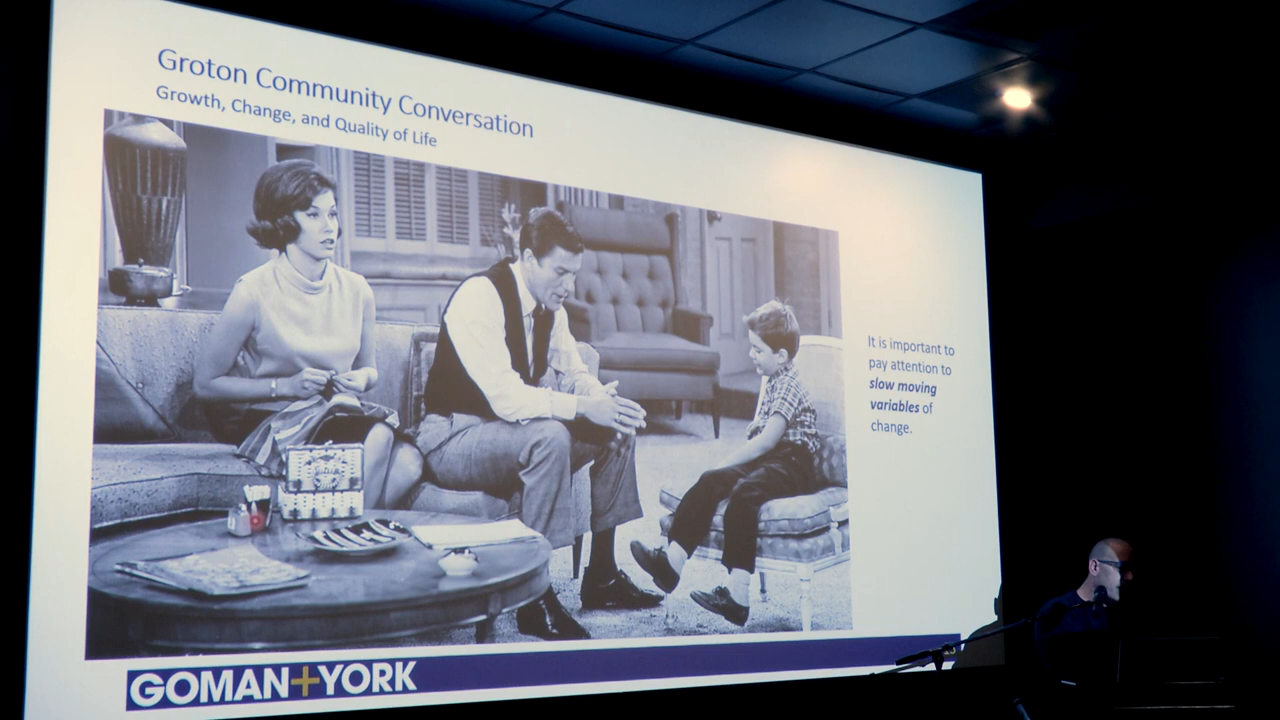 Groton Community Conversation
Growth, Change, and Quality of Life
It is important to
pay attention to
slow moving
variables of
change.
GOMAN+YORK